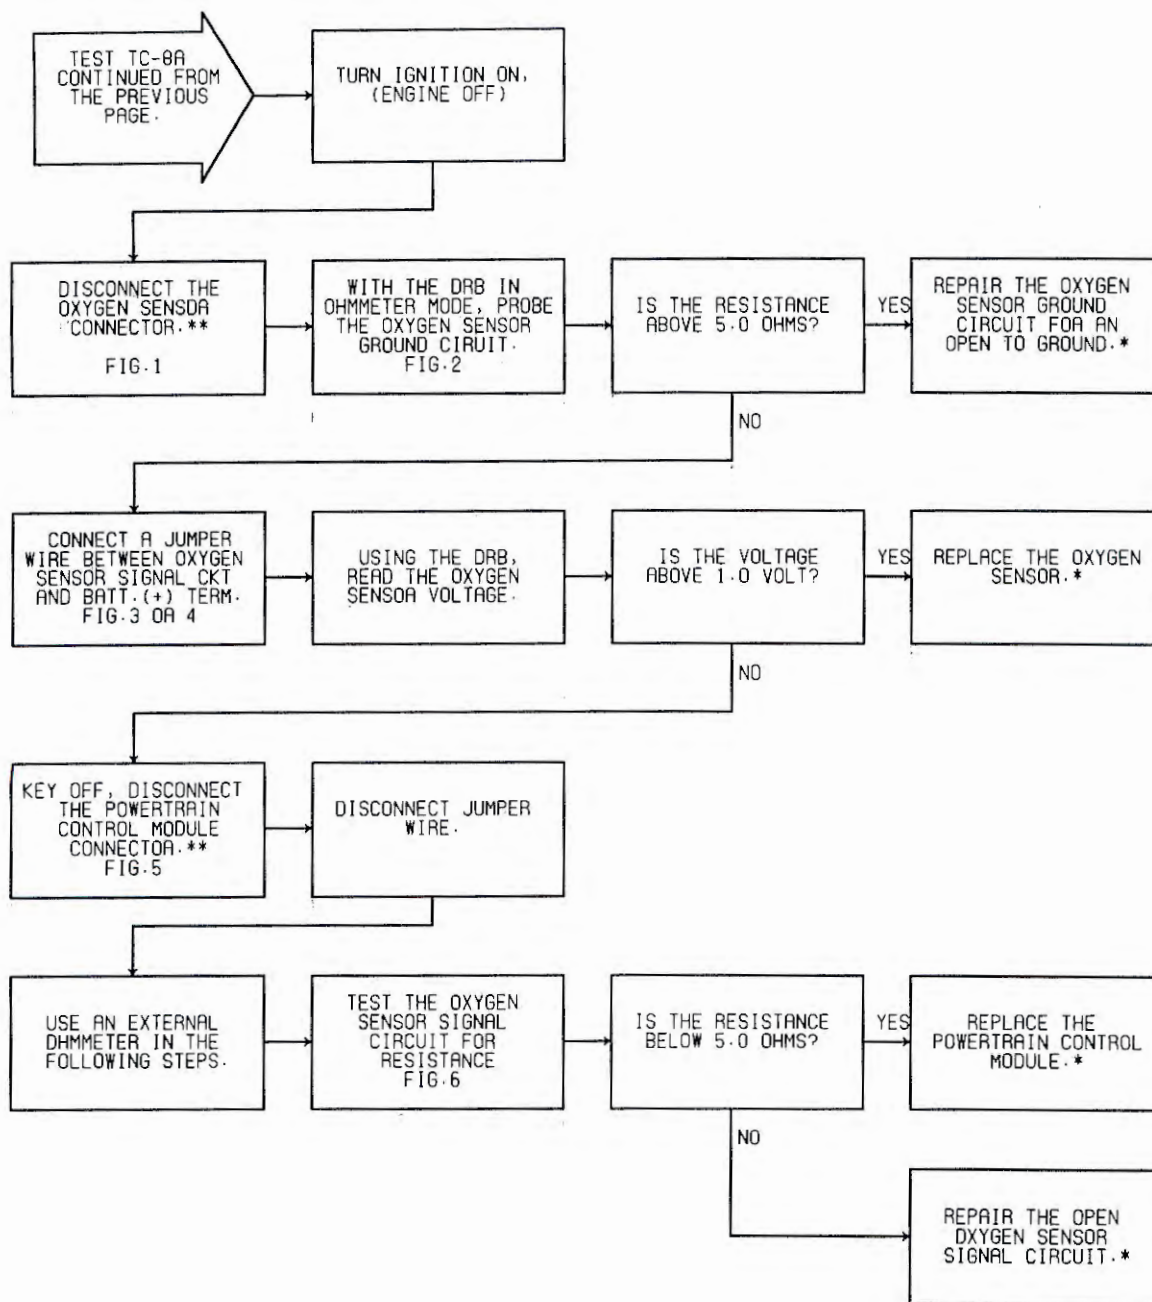 TEST TC-8A
CONTINUED FROM
THE PREVIOUS
PAGE.
TURN IGNITION ON,
(ENGINE OFF)
DISCONNECT THE
OXYGEN SENSOR
CONNECTOR.**
FIG.1
WITH THE DRB IN
OHMMETER MODE, PROBE
THE OXYGEN SENSOR
GROUND CIRUIT.
FIG.2
IS THE RESISTANCE
ABOVE 5.0 OHMS?
YES
REPAIR THE OXYGEN
SENSOR GROUND
CIRCUIT FOR AN
OPEN TO GROUND.*
NO
CONNECT A JUMPER
WIRE BETWEEN OXYGEN
SENSOR SIGNAL CKT
AND BATT.(+) TERM.
FIG.3 OR 4
USING THE DRB,
READ THE OXYGEN
SENSOR VOLTAGE.
IS THE VOLTAGE
ABOVE 1.0 VOLT?
YES
REPLACE THE OXYGEN
SENSOR.*
NO
KEY OFF, DISCONNECT
THE POWERTRAIN
CONTROL MODULE
CONNECTOR.**
FIG.5
DISCONNECT JUMPER
WIRE.
USE AN EXTERNAL
OHMMETER IN THE
FOLLOWING STEPS.
TEST THE OXYGEN
SENSOR SIGNAL
CIRCUIT FOR
RESISTANCE
FIG.6
IS THE RESISTANCE
BELOW 5.0 OHMS?
YES
REPLACE THE
POWERTRAIN CONTROL
MODULE.*
NO
REPAIR THE OPEN
OXYGEN SENSOR
SIGNAL CIRCUIT.*